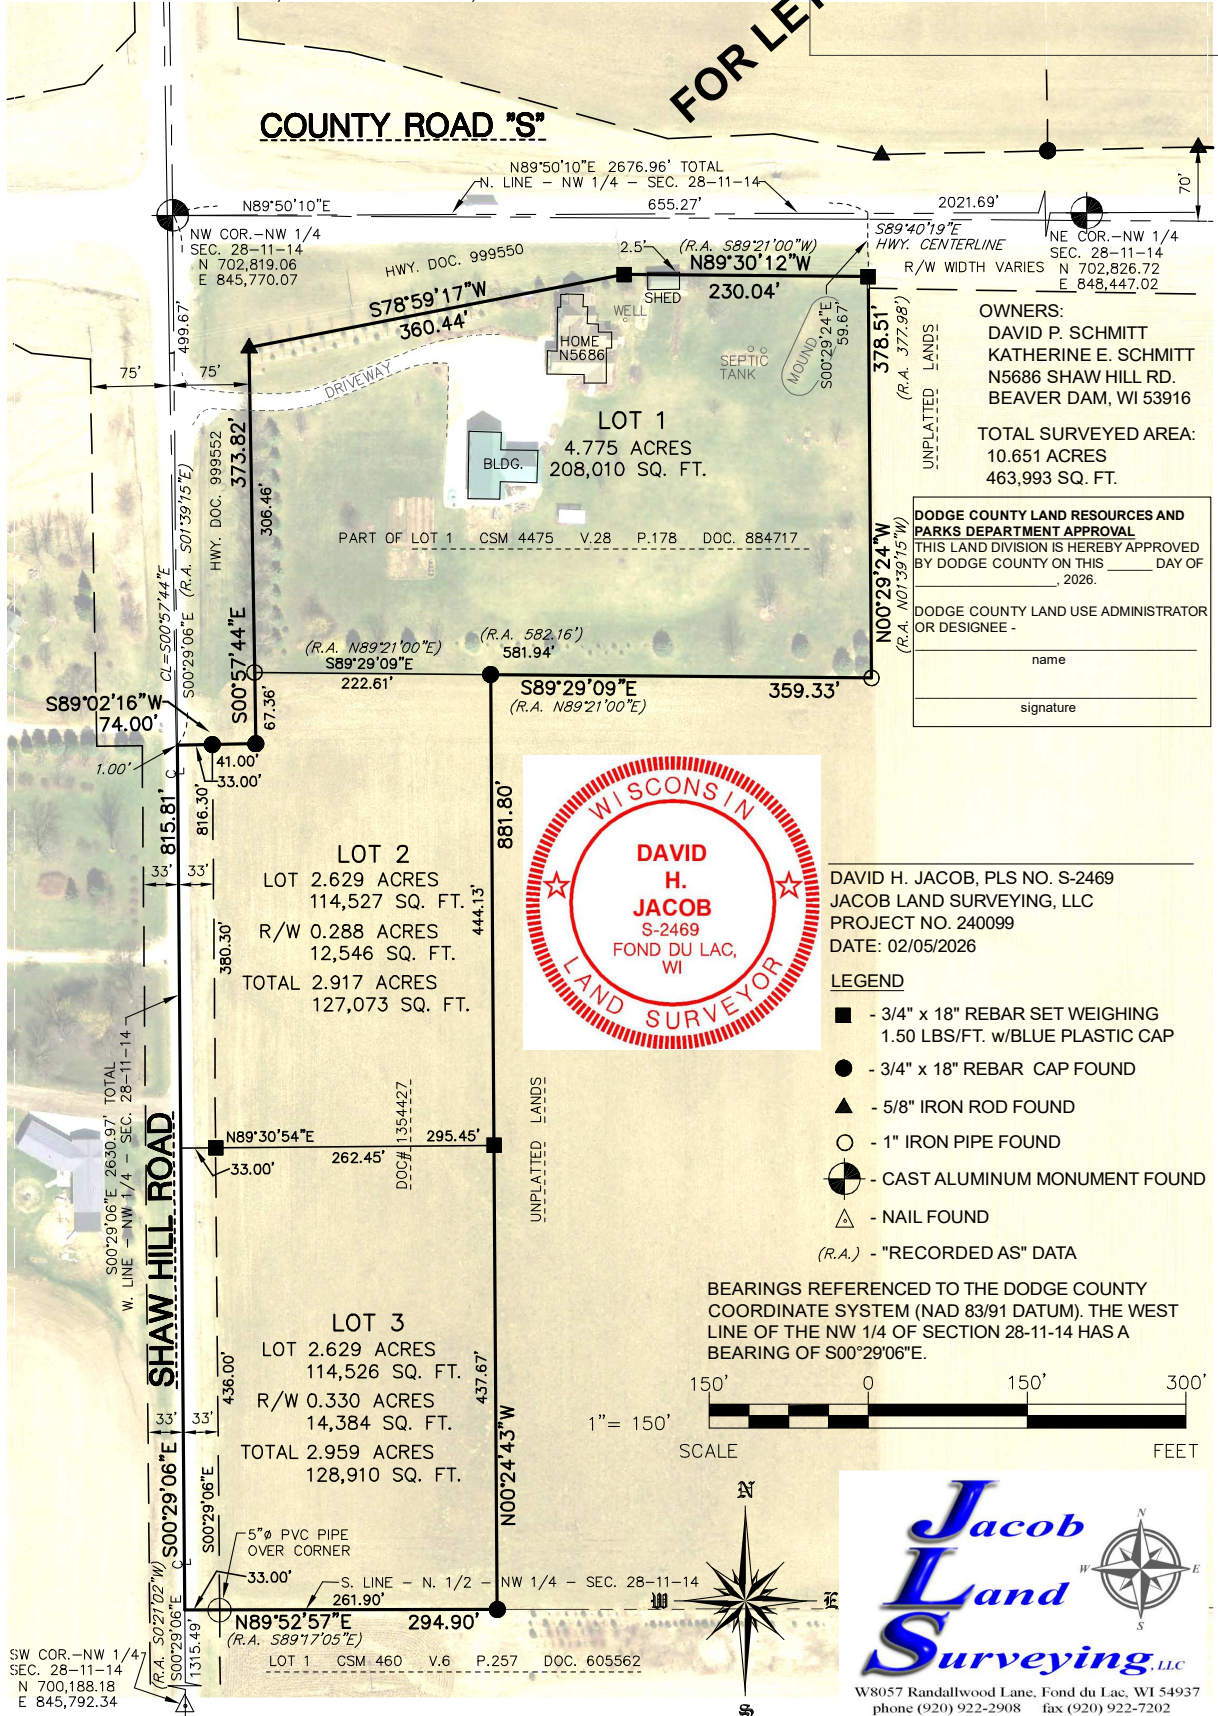 FOR LE
COUNTY ROAD "S"
N89°50'10"E 2676.96' TOTAL
N. LINE - NW 1/4 - SEC. 28-11-14
N89°50'10"E
655.27'
2021.69'
70'
NW COR.-NW 1/4
SEC. 28-11-14
N 702,819.06
E 845,770.07
S89°40'19"E
HWY. CENTERLINE
NE COR.-NW 1/4
SEC. 28-11-14
N 702,826.72
E 848,447.02
R/W WIDTH VARIES
HWY. DOC. 999550
2.5'
(R.A. S89°21'00"W)
N89°30'12"W
230.04'
S78°59'17"W
360.44'
SHED
WELL
HOME
N5686
SEPTIC
TANK
MOUND
S00°29'24"E
59.67'
378.51'
(R.A. 377.98')
UNPLATTED LANDS
OWNERS:
DAVID P. SCHMITT
KATHERINE E. SCHMITT
N5686 SHAW HILL RD.
BEAVER DAM, WI 53916
TOTAL SURVEYED AREA:
10.651 ACRES
463,993 SQ. FT.
499.67'
75'
75'
DRIVEWAY
LOT 1
4.775 ACRES
208,010 SQ. FT.
BLDG.
373.82'
306.46'
HWY. DOC. 999552
(R.A. S01°39'15"E)
S00°29'06"E
CL=S00°57'44"E
S00°57'44"E
67.36'
PART OF LOT 1 CSM 4475 V.28 P.178 DOC. 884717
N00°29'24"W
(R.A. N01°39'15"W)
DODGE COUNTY LAND RESOURCES AND
PARKS DEPARTMENT APPROVAL
THIS LAND DIVISION IS HEREBY APPROVED
BY DODGE COUNTY ON THIS ______ DAY OF
____________________, 2026.
DODGE COUNTY LAND USE ADMINISTRATOR
OR DESIGNEE -
name
signature
(R.A. N89°21'00"E)
S89°29'09"E
222.61'
(R.A. 582.16')
581.94'
S89°29'09"E
(R.A. N89°21'00"E)
359.33'
S89°02'16"W
74.00'
1.00'
41.00'
33.00'
815.81'
816.30'
CL
33'
33'
LOT 2
LOT 2.629 ACRES
114,527 SQ. FT.
R/W 0.288 ACRES
12,546 SQ. FT.
TOTAL 2.917 ACRES
127,073 SQ. FT.
380.30'
444.13'
881.80'
WISCONSIN
DAVID
H.
JACOB
S-2469
FOND DU LAC,
WI
LAND SURVEYOR
DAVID H. JACOB, PLS NO. S-2469
JACOB LAND SURVEYING, LLC
PROJECT NO. 240099
DATE: 02/05/2026
LEGEND
- 3/4" x 18" REBAR SET WEIGHING
1.50 LBS/FT. w/BLUE PLASTIC CAP
- 3/4" x 18" REBAR CAP FOUND
- 5/8" IRON ROD FOUND
- 1" IRON PIPE FOUND
- CAST ALUMINUM MONUMENT FOUND
- NAIL FOUND
(R.A.) - "RECORDED AS" DATA
S00°29'06"E 2630.97' TOTAL
W. LINE - NW 1/4 - SEC. 28-11-14
SHAW HILL ROAD
N89°30'54"E
295.45'
262.45'
33.00'
DOC# 1354427
UNPLATTED LANDS
BEARINGS REFERENCED TO THE DODGE COUNTY
COORDINATE SYSTEM (NAD 83/91 DATUM). THE WEST
LINE OF THE NW 1/4 OF SECTION 28-11-14 HAS A
BEARING OF S00°29'06"E.
LOT 3
LOT 2.629 ACRES
114,526 SQ. FT.
R/W 0.330 ACRES
14,384 SQ. FT.
TOTAL 2.959 ACRES
128,910 SQ. FT.
436.00'
437.67'
N00°24'43"W
33'
33'
S00°29'06"E
S00°29'06"E
CL
150'
0
150'
300'
1"= 150'
SCALE
FEET
5"ø PVC PIPE
OVER CORNER
33.00'
S. LINE - N. 1/2 - NW 1/4 - SEC. 28-11-14
261.90'
N89°52'57"E
294.90'
(R.A. S89°17'05"E)
LOT 1 CSM 460 V.6 P.257 DOC. 605562
(R.A. S0°21'02"W)
S00°29'06"E
1315.49'
SW COR.-NW 1/4
SEC. 28-11-14
N 700,188.18
E 845,792.34
N
W
E
S
N
W
E
S
Jacob
Land
Surveying, LLC
W8057 Randallwood Lane, Fond du Lac, WI 54937
phone (920) 922-2908 fax (920) 922-7202